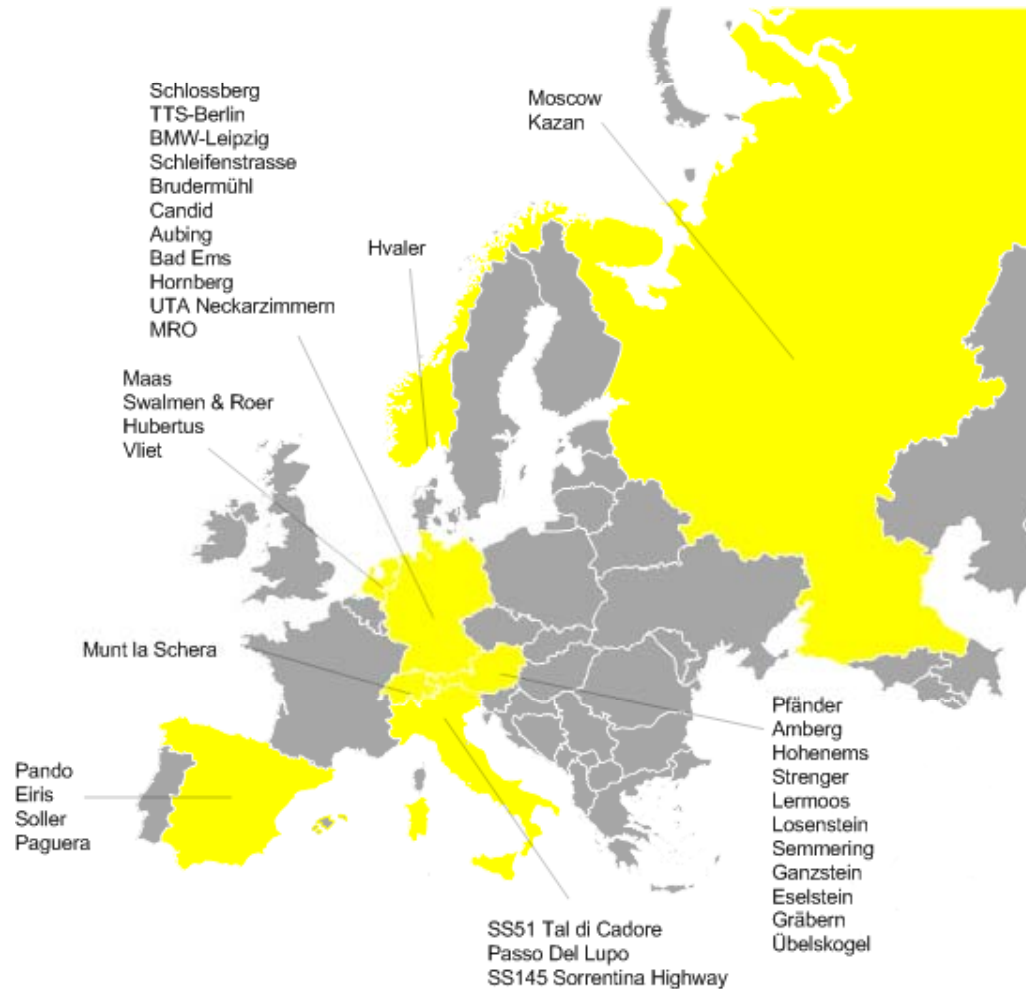 Schlossberg
TTS-Berlin
BMW-Leipzig
Schleifenstrasse
Brudermühl
Candid
Aubing
Bad Ems
Hornberg
UTA Neckarzimmern
MRO
Moscow
Kazan
Hvaler
Maas
Swalmen & Roer
Hubertus
Vliet
Munt la Schera
Pando
Eiris
Soller
Paguera
Pfänder
Amberg
Hohenems
Strenger
Lermoos
Losenstein
Semmering
Ganzstein
Eselstein
Gräbern
Übelskogel
SS51 Tal di Cadore
Passo Del Lupo
SS145 Sorrentina Highway